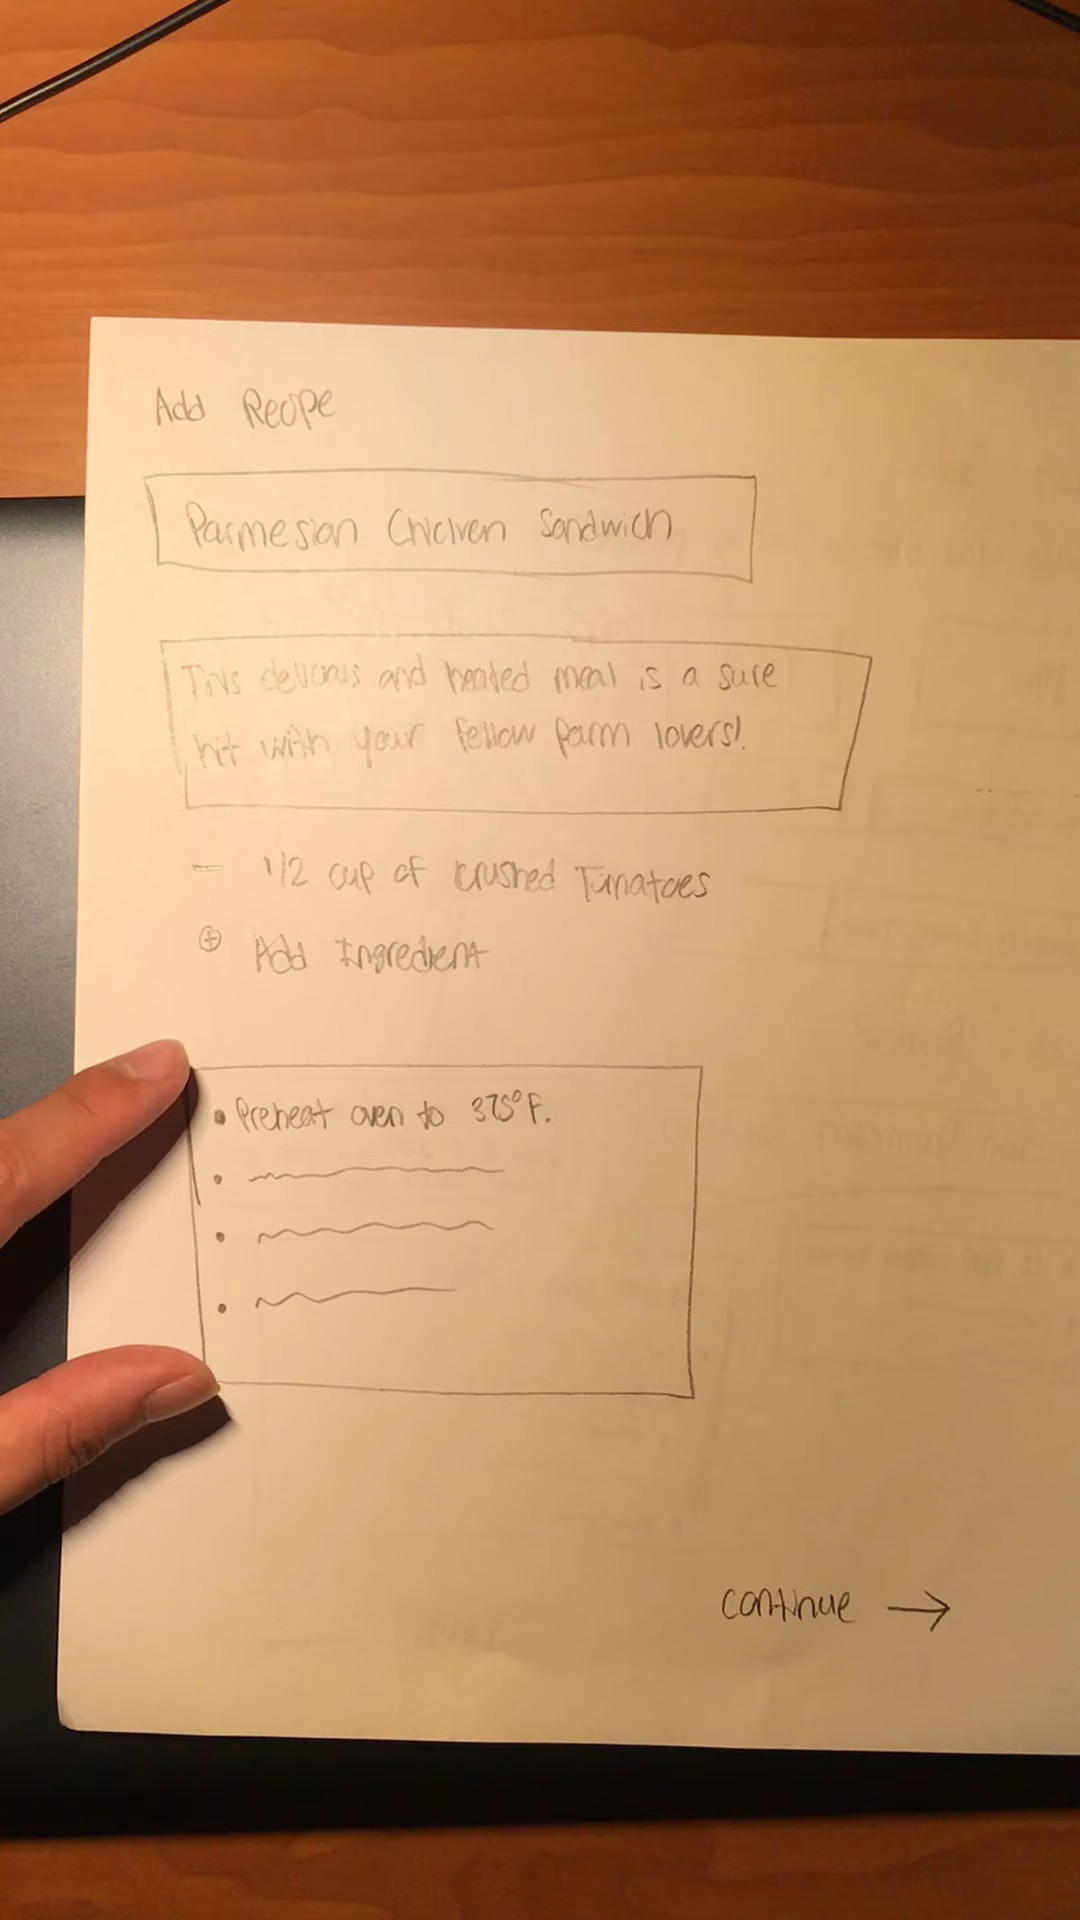 Add Recipe
Parmesian Chicken Sandwich
This delicious and heated meal is a sure
hit with your fellow parm lovers!
- 1/2 cup of crushed Tomatoes
⊕ Add Ingredient
• Preheat oven to 375°F.
continue →